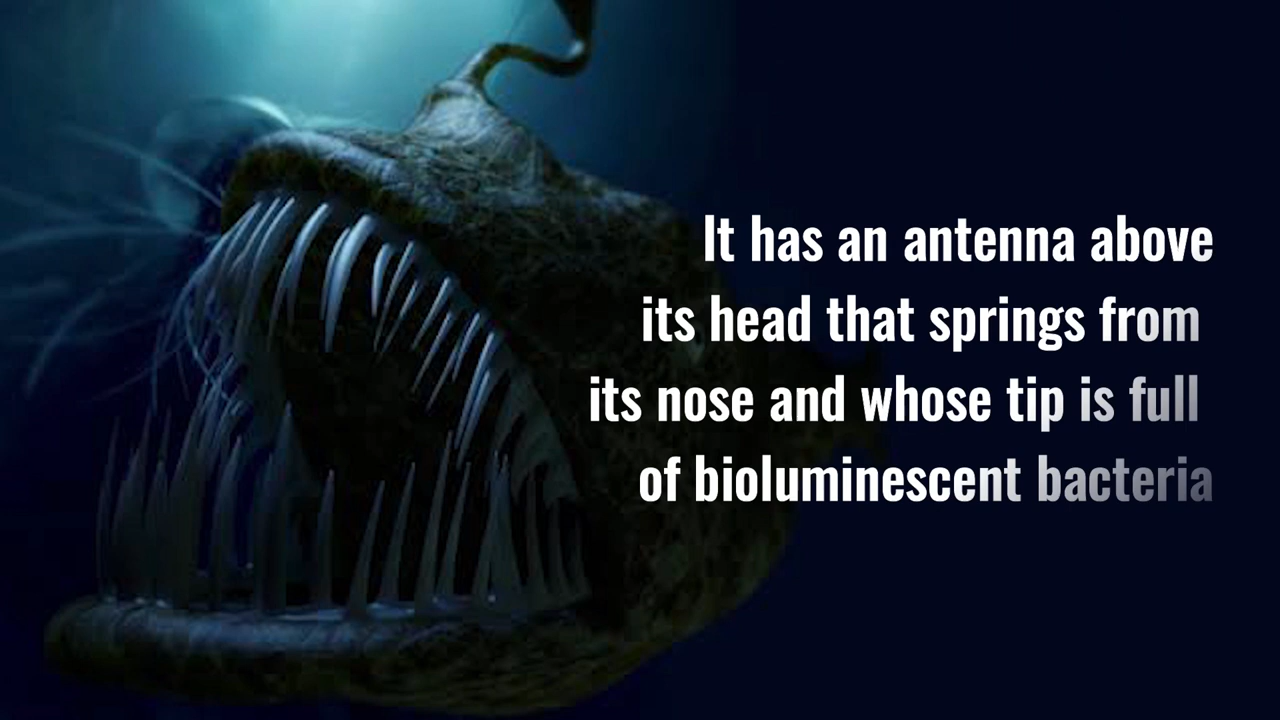 It has an antenna above
its head that springs from
its nose and whose tip is full
of bioluminescent bacteria